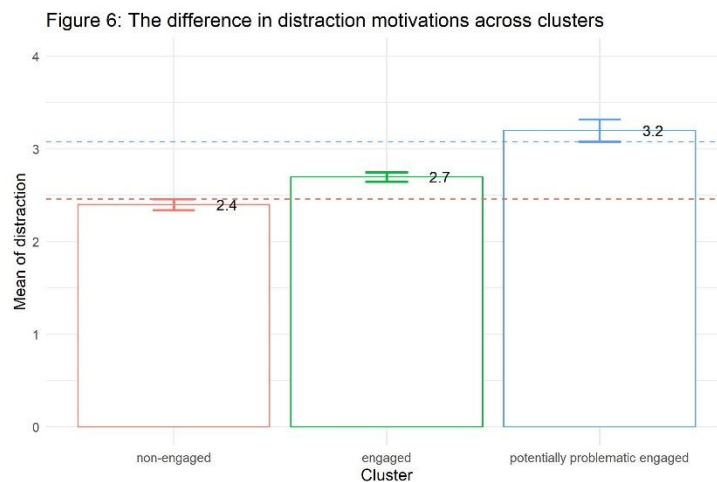 Figure 6: The difference in distraction motivations across clusters
4
3
2
1
0
Mean of distraction
2.4
2.7
3.2
non-engaged
engaged
potentially problematic engaged
Cluster